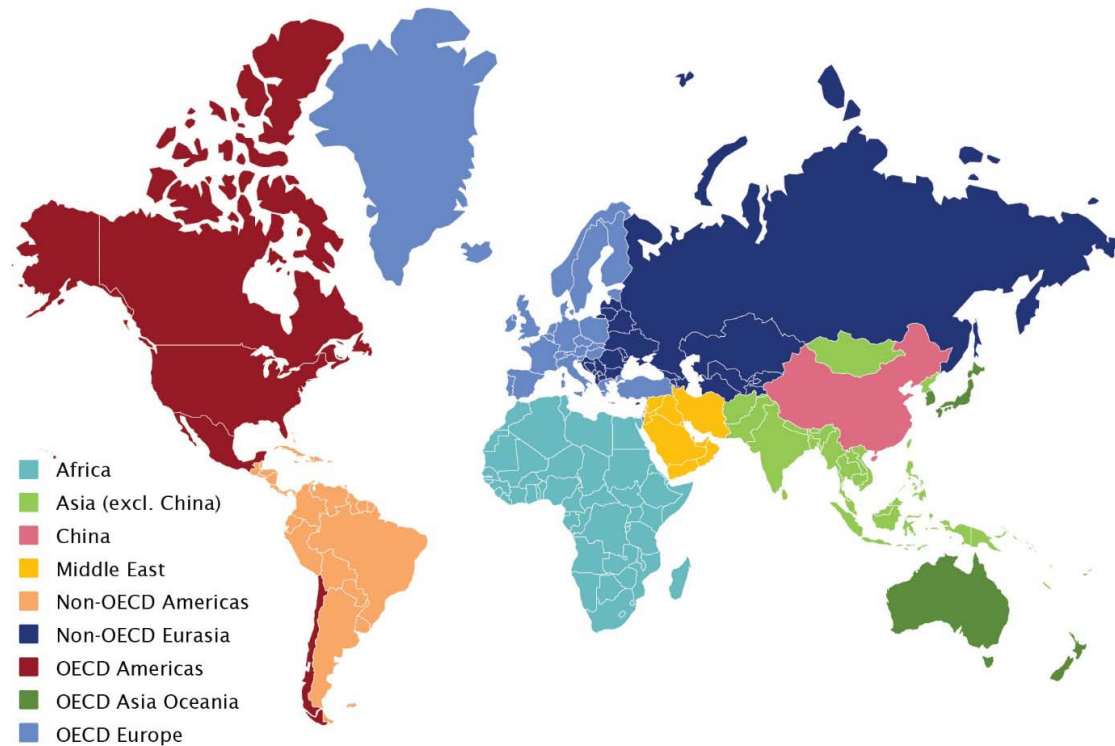 Africa
Asia (excl. China)
China
Middle East
Non-OECD Americas
Non-OECD Eurasia
OECD Americas
OECD Asia Oceania
OECD Europe